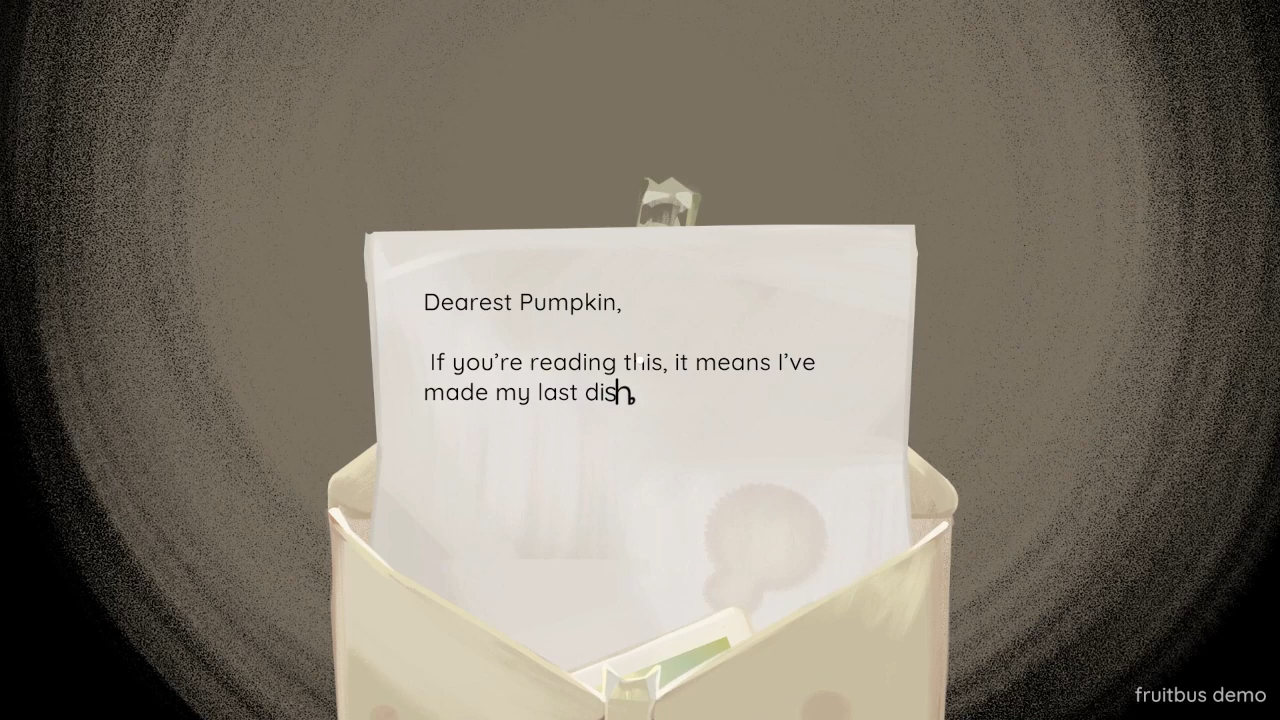 Dearest Pumpkin,
If you’re reading this, it means I’ve
made my last dish,
fruitbus demo